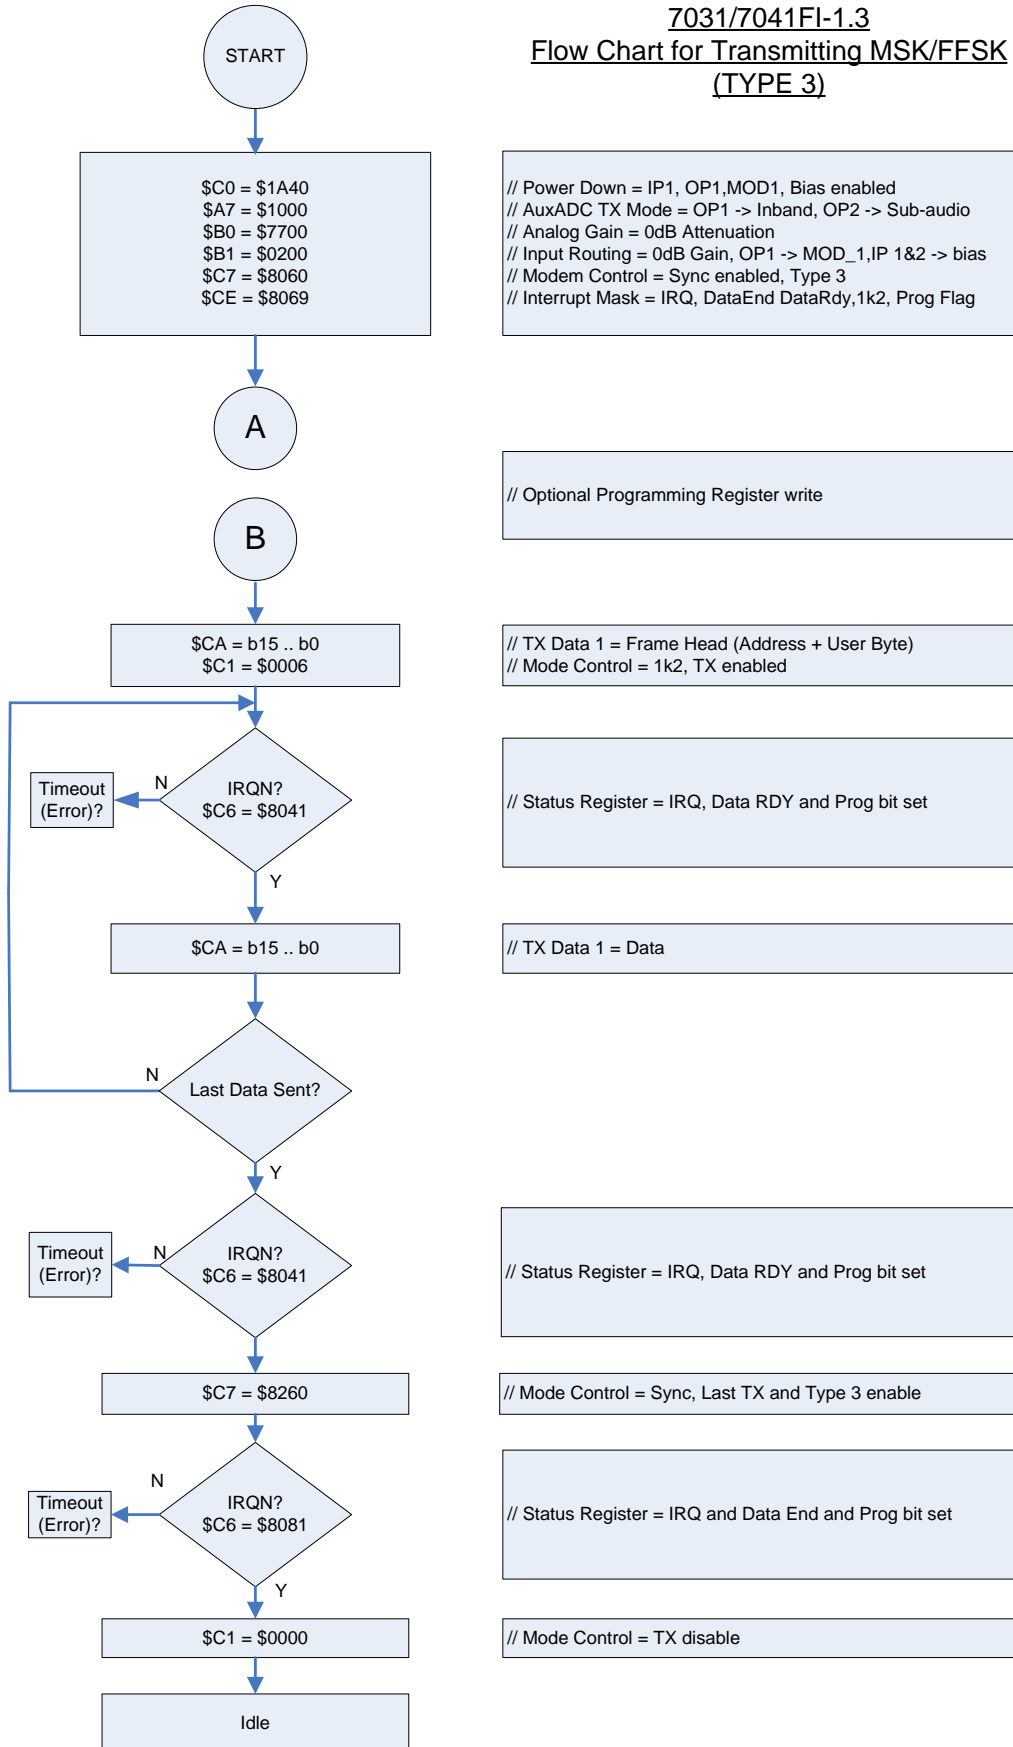 7031/7041FI-1.3
Flow Chart for Transmitting MSK/FFSK
(TYPE 3)
START
$C0 = $1A40
$A7 = $1000
$B0 = $7700
$B1 = $0200
$C7 = $8060
$CE = $8069
// Power Down = IP1, OP1,MOD1, Bias enabled
// AuxADC TX Mode = OP1 -> Inband, OP2 -> Sub-audio
// Analog Gain = 0dB Attenuation
// Input Routing = 0dB Gain, OP1 -> MOD_1,IP 1&2 -> bias
// Modem Control = Sync enabled, Type 3
// Interrupt Mask = IRQ, DataEnd DataRdy,1k2, Prog Flag
A
// Optional Programming Register write
B
$CA = b15 .. b0
$C1 = $0006
// TX Data 1 = Frame Head (Address + User Byte)
// Mode Control = 1k2, TX enabled
Timeout
(Error)?
N
IRQN?
$C6 = $8041
// Status Register = IRQ, Data RDY and Prog bit set
Y
$CA = b15 .. b0
// TX Data 1 = Data
N
Last Data Sent?
Y
Timeout
(Error)?
N
IRQN?
$C6 = $8041
// Status Register = IRQ, Data RDY and Prog bit set
$C7 = $8260
// Mode Control = Sync, Last TX and Type 3 enable
N
Timeout
(Error)?
IRQN?
$C6 = $8081
// Status Register = IRQ and Data End and Prog bit set
Y
$C1 = $0000
// Mode Control = TX disable
Idle